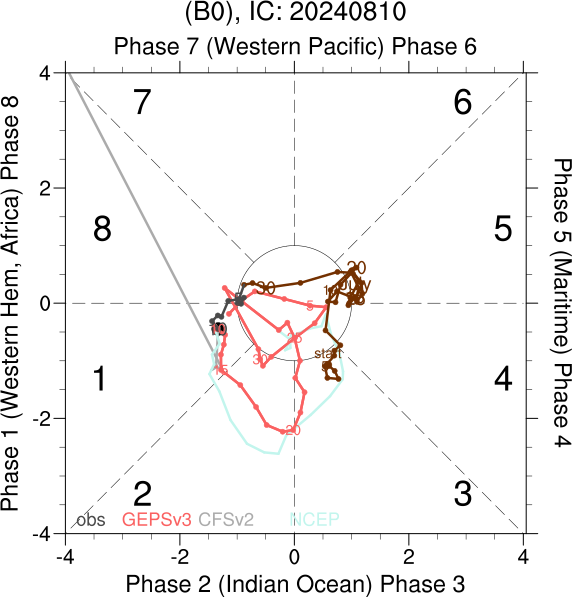 (B0), IC: 20240810
Phase 7 (Western Pacific) Phase 6
4
7
6
Phase 1 (Western Hem, Africa) Phase 8
Phase 5 (Maritime) Phase 4
2
8
5
20
30
July
5
0
start
25
30
15
1
4
-2
20
2
3
obs
GEPSv3
CFSv2
NCEP
-4
-4
-2
0
2
4
Phase 2 (Indian Ocean) Phase 3